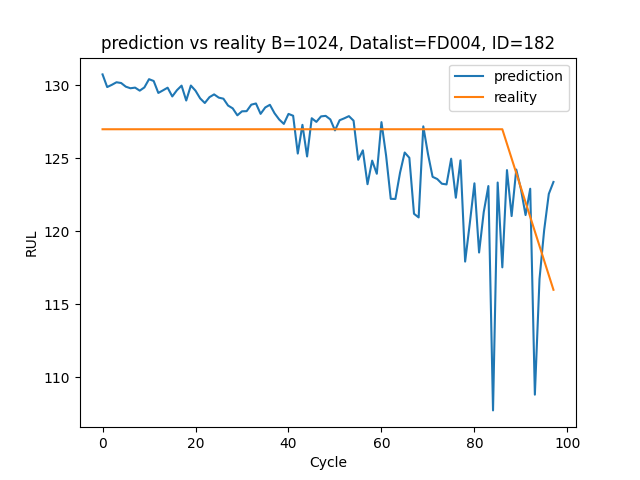 prediction vs reality B=1024, Datalist=FD004, ID=182
prediction
reality
130
125
120
115
110
RUL
0
20
40
60
80
100
Cycle